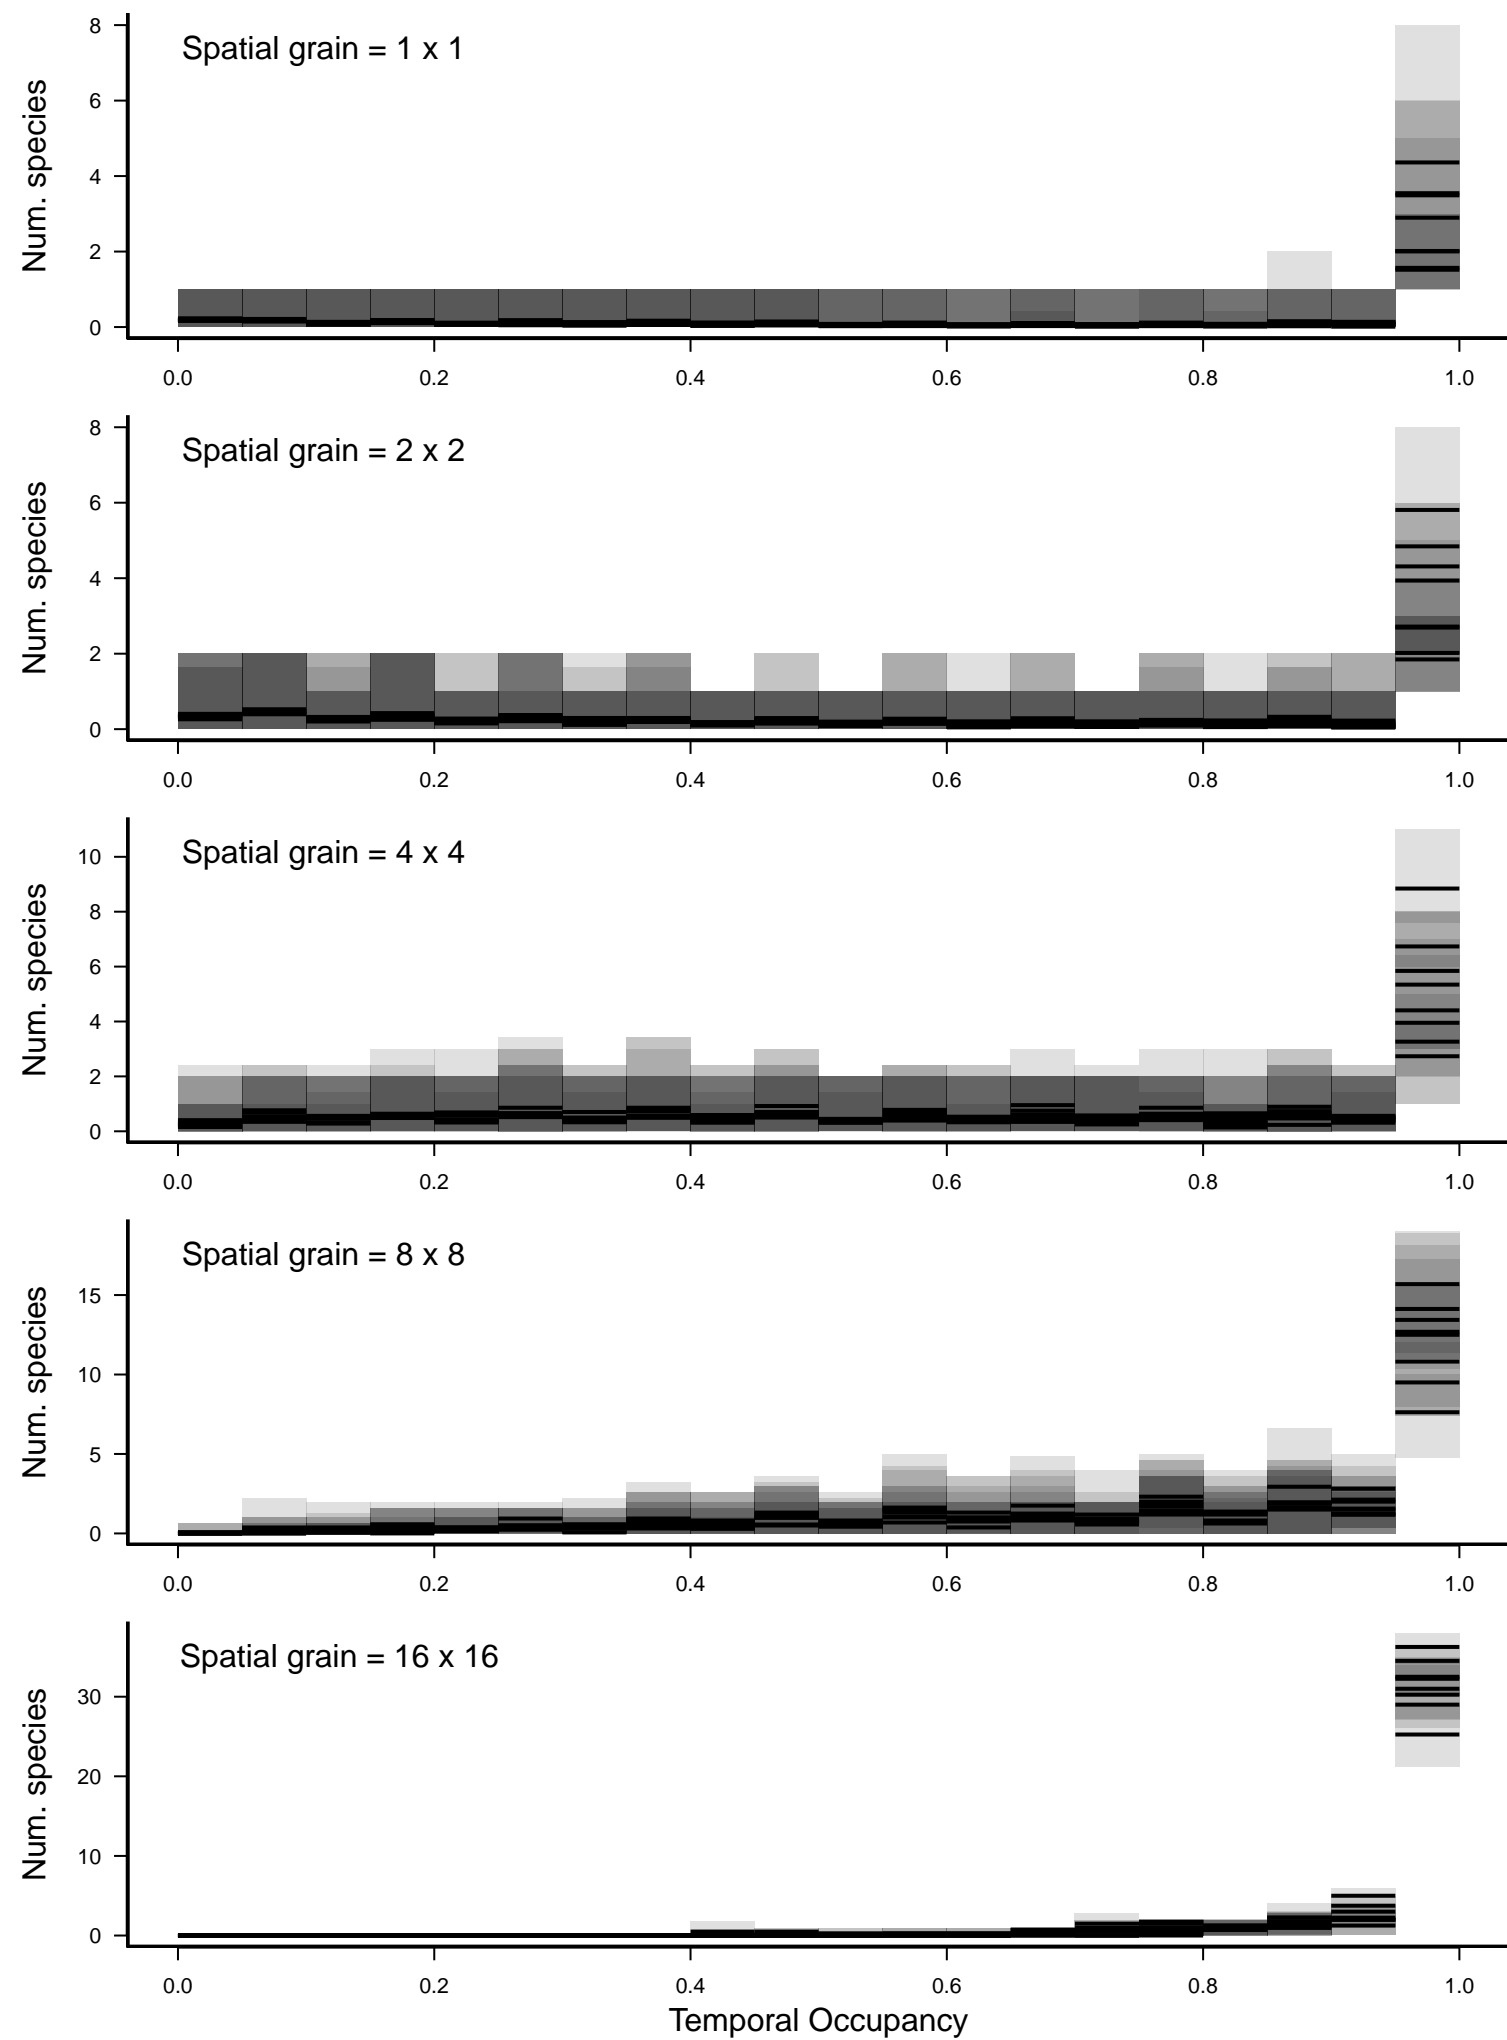 Spatial grain = 1 x 1
Num. species
8
6
4
2
0
0.0 0.2 0.4 0.6 0.8 1.0
Spatial grain = 2 x 2
Num. species
8
6
4
2
0
0.0 0.2 0.4 0.6 0.8 1.0
Spatial grain = 4 x 4
Num. species
10
8
6
4
2
0
0.0 0.2 0.4 0.6 0.8 1.0
Spatial grain = 8 x 8
Num. species
15
10
5
0
0.0 0.2 0.4 0.6 0.8 1.0
Spatial grain = 16 x 16
Num. species
30
20
10
0
0.0 0.2 0.4 0.6 0.8 1.0
Temporal Occupancy